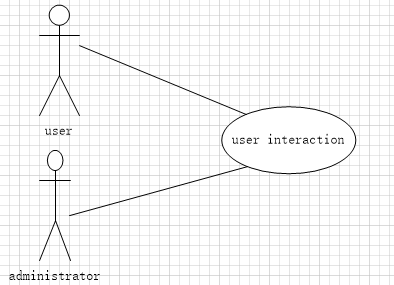 user
user interaction
administrator